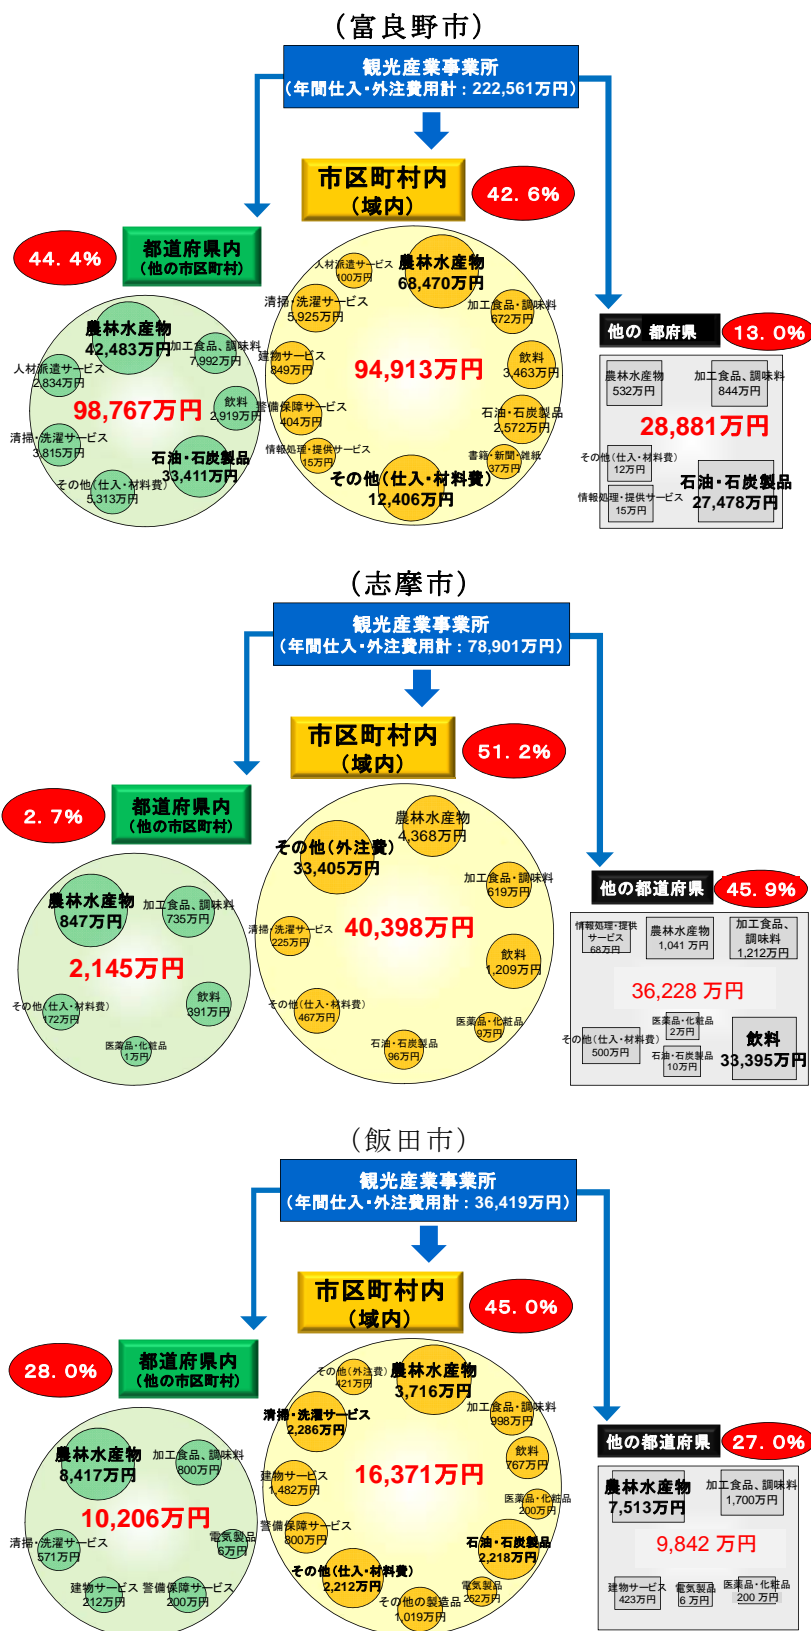 （富良野市）
観光産業事業所
（年間仕入・外注費用計：222,561万円）
市区町村内
（域内）
42. 6%
44. 4%
都道府県内
（他の市区町村）
農林水産物
42,483万円
加工食品、調味料
7,992万円
人材派遣サービス
2,834万円
98,767万円
飲料
2,919万円
清掃・洗濯サービス
3,815万円
石油・石炭製品
33,411万円
その他（仕入・材料費）
5,313万円
人材派遣サービス
100万円
農林水産物
68,470万円
清掃・洗濯サービス
5,925万円
加工食品・調味料
672万円
建物サービス
849万円
94,913万円
飲料
3,463万円
警備保障サービス
404万円
石油・石炭製品
2,572万円
情報処理・提供サービス
15万円
書籍・新聞・雑紙
37万円
その他（仕入・材料費）
12,406万円
他の 都府県
13. 0%
農林水産物
532万円
加工食品、調味料
844万円
28,881万円
その他（仕入・材料費）
12万円
石油・石炭製品
27,478万円
情報処理・提供サービス
15万円
（志摩市）
観光産業事業所
（年間仕入・外注費用計：78,901万円）
市区町村内
（域内）
51. 2%
2. 7%
都道府県内
（他の市区町村）
農林水産物
847万円
加工食品、調味料
735万円
2,145万円
その他（仕入・材料費）
172万円
飲料
391万円
医薬品・化粧品
1万円
農林水産物
4,368万円
その他（外注費）
33,405万円
加工食品・調味料
619万円
清掃・洗濯サービス
225万円
40,398万円
飲料
1,209万円
その他（仕入・材料費）
467万円
医薬品・化粧品
9万円
石油・石炭製品
96万円
他の都道府県
45. 9%
情報処理・提供
サービス
68万円
農林水産物
1,041 万円
加工食品、
調味料
1,212万円
36,228 万円
医薬品・化粧品
2万円
その他（仕入・材料費）
500万円
石油・石炭製品
10万円
飲料
33,395万円
（飯田市）
観光産業事業所
（年間仕入・外注費用計：36,419万円）
市区町村内
（域内）
45. 0%
28. 0%
都道府県内
（他の市区町村）
農林水産物
8,417万円
加工食品、調味料
800万円
10,206万円
清掃・洗濯サービス
571万円
電気製品
6万円
建物サービス
212万円
警備保障サービス
200万円
その他（外注費）
421万円
農林水産物
3,716万円
清掃・洗濯サービス
2,286万円
加工食品・調味料
998万円
飲料
767万円
建物サービス
1,482万円
16,371万円
医薬品・化粧品
200万円
警備保障サービス
800万円
石油・石炭製品
2,218万円
その他（仕入・材料費）
2,212万円
電気製品
252万円
その他の製造品
1,019万円
他の都道府県
27. 0%
農林水産物
7,513万円
加工食品、調味料
1,700万円
9,842 万円
建物サービス
423万円
電気製品
6 万円
医薬品・化粧品
200 万円